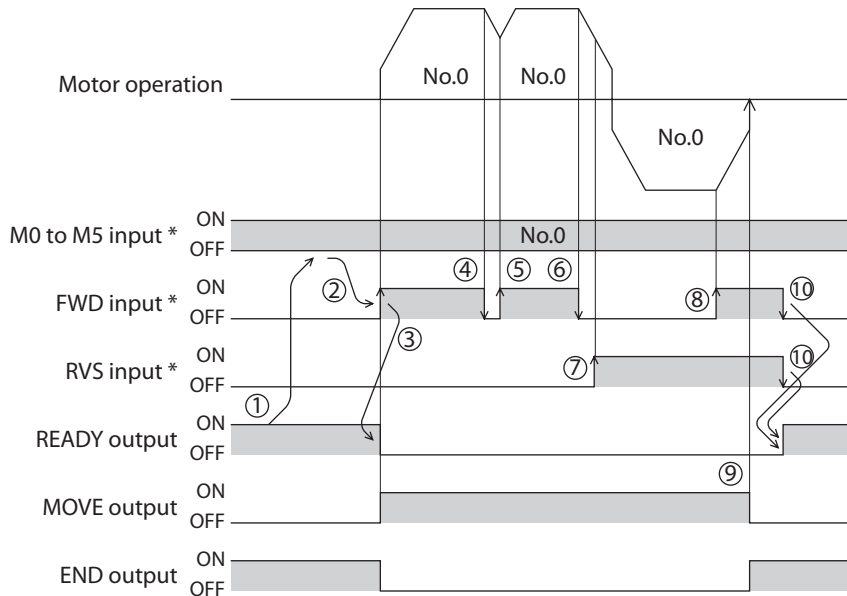 Motor operation
No.0
No.0
No.0
M0 to M5 input *
ON
OFF
No.0
FWD input *
ON
OFF
②
④
⑤
⑥
⑧
⑩
③
RVS input *
ON
OFF
⑦
⑩
①
READY output
ON
OFF
MOVE output
ON
OFF
⑨
END output
ON
OFF